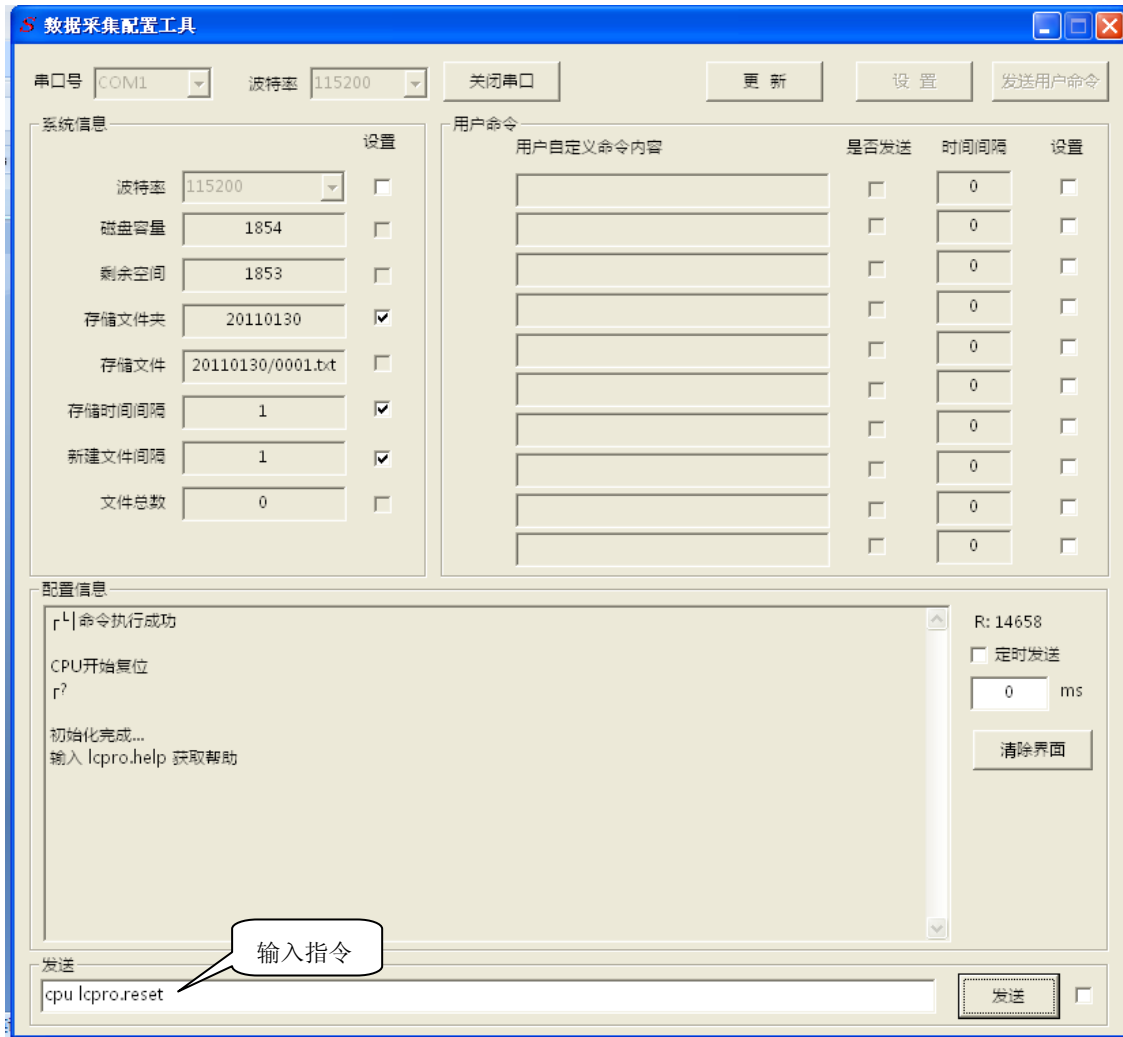 S 数据采集配置工具
串口号 COM1 波特率 115200 关闭串口 更 新 设 置 发送用户命令
系统信息
设置
波特率 115200
磁盘容量 1854
剩余空间 1853
存储文件夹 20110130
存储文件 20110130/0001.txt
存储时间间隔 1
新建文件间隔 1
文件总数 0
用户命令
用户自定义命令内容 是否发送 时间间隔 设置
0
0
0
0
0
0
0
0
0
0
配置信息
┌└|命令执行成功
CPU开始复位
┌?
初始化完成...
输入 lcpro.help 获取帮助
R: 14658
定时发送
0 ms
清除界面
输入指令
发送
cpu lcpro.reset 发送